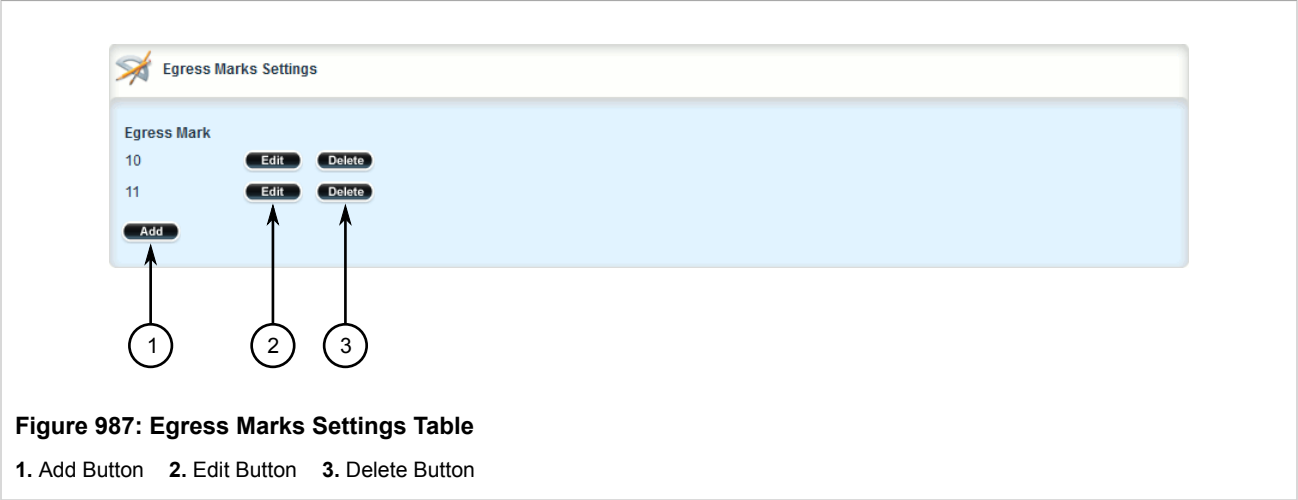 Egress Marks Settings
Egress Mark
10 Edit Delete
11 Edit Delete
Add
1 2 3
Figure 987: Egress Marks Settings Table
1. Add Button 2. Edit Button 3. Delete Button